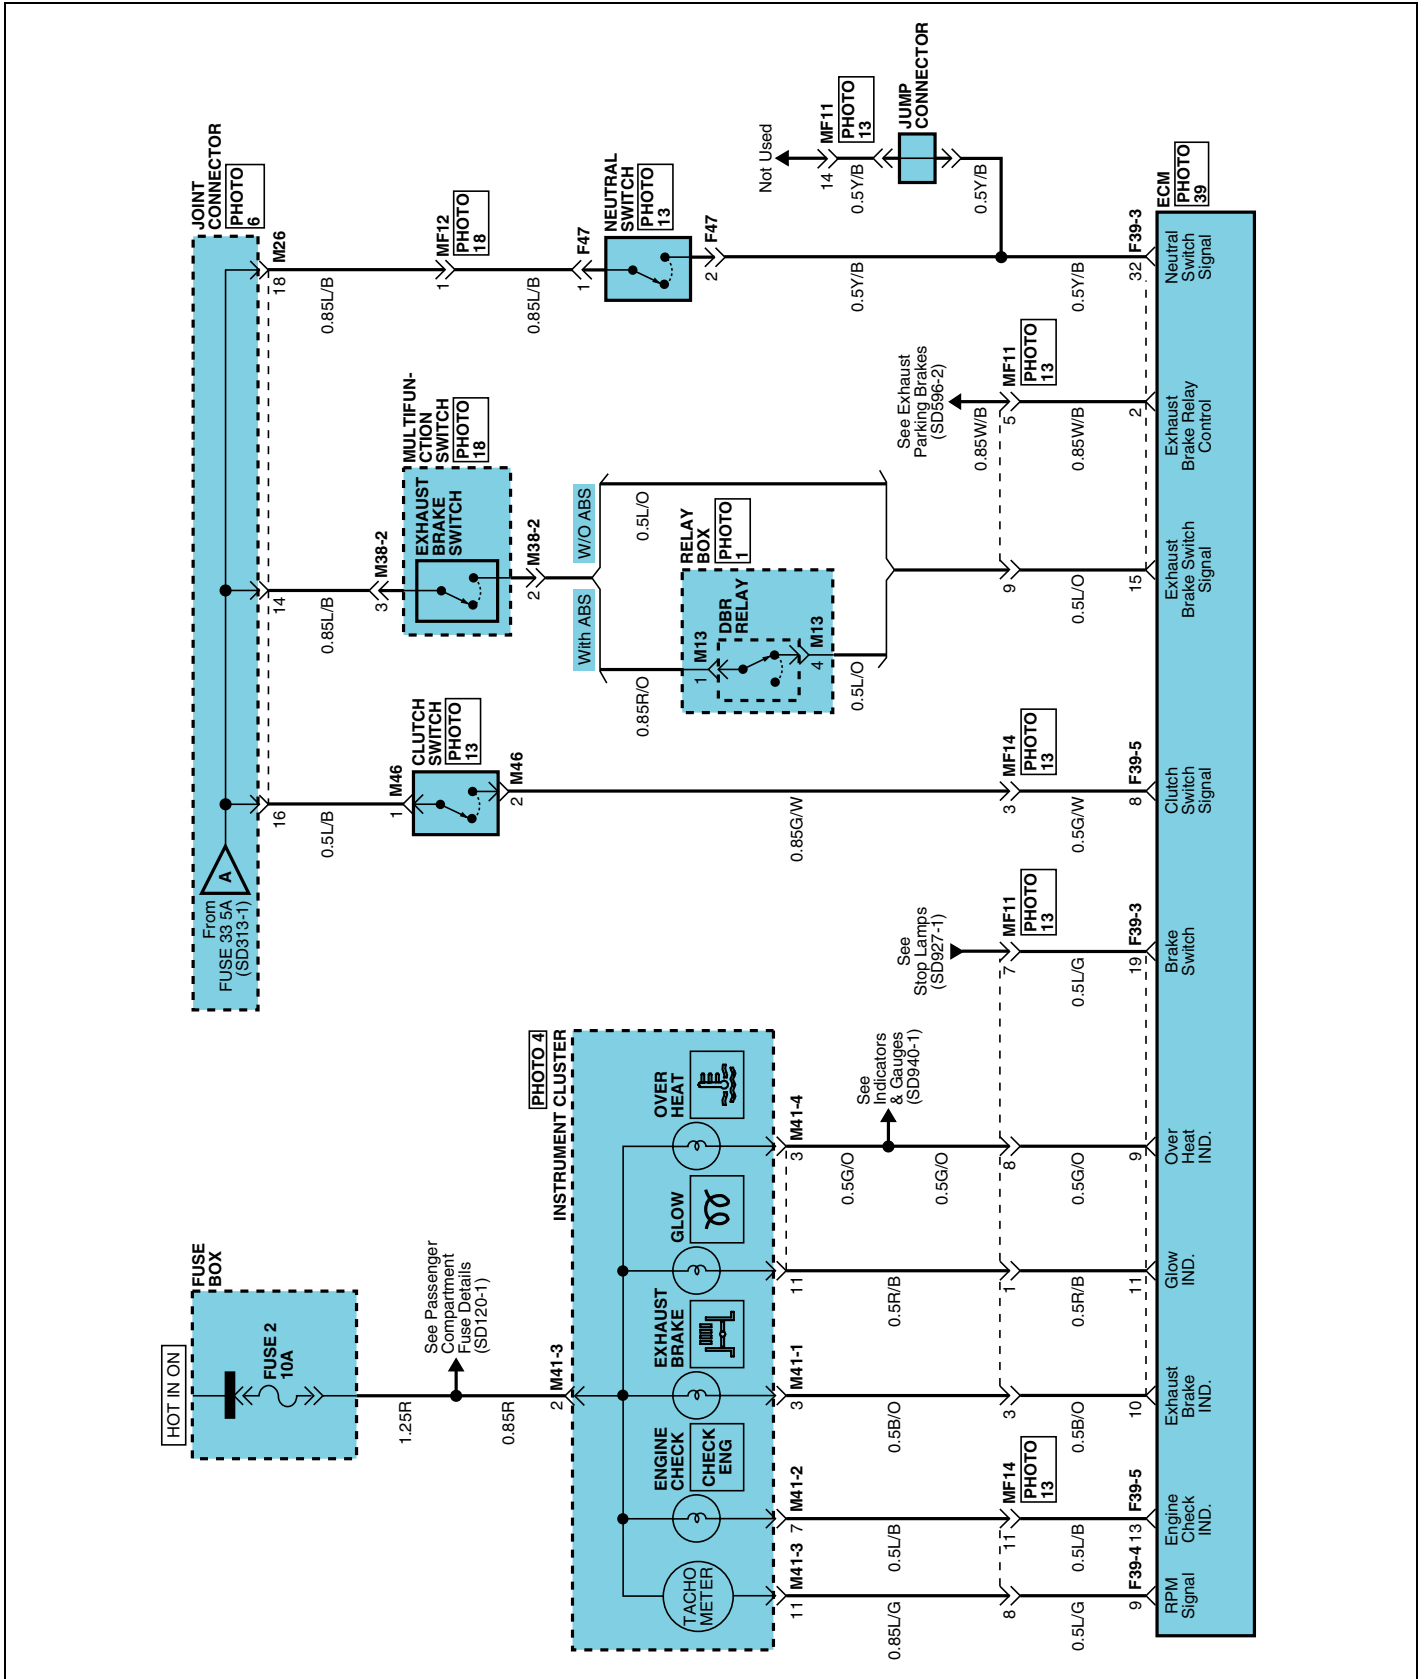 HOT IN ON
FUSE
BOX
FUSE 2
10A
1.25R
See Passenger
Compartment
Fuse Details
(SD120-1)
0.85R
2
M41-3
PHOTO 4
INSTRUMENT CLUSTER
TACHO
METER
ENGINE
CHECK
CHECK
ENG
EXHAUST
BRAKE
GLOW
OVER
HEAT
11
M41-3
7
M41-2
3
M41-1
11
3
M41-4
0.85L/G
0.5L/B
0.5B/O
0.5R/B
0.5G/O
See
Indicators
& Gauges
(SD940-1)
0.5G/O
8
11
MF14
PHOTO
13
3
1
8
0.5L/G
0.5L/B
0.5B/O
0.5R/B
0.5G/O
9
F39-4
13
F39-5
10
11
9
RPM
Signal
Engine
Check
IND.
Exhaust
Brake
IND.
Glow
IND.
Over
Heat
IND.
See
Stop Lamps
(SD927-1)
7
MF11
PHOTO
13
0.5L/G
19
F39-3
Brake
Switch
JOINT
CONNECTOR
PHOTO
6
From
FUSE 33 5A
(SD313-1)
A
16
14
18
M26
0.5L/B
1
M46
CLUTCH
SWITCH
PHOTO
13
2
M46
0.85G/W
3
MF14
PHOTO
13
0.5G/W
8
F39-5
Clutch
Switch
Signal
0.85L/B
3
M38-2
MULTIFUN-
CTION
SWITCH
PHOTO
18
EXHAUST
BRAKE
SWITCH
2
M38-2
With ABS
W/O ABS
0.85R/O
0.5L/O
RELAY
BOX
PHOTO
1
1
M13
DBR
RELAY
4
M13
0.5L/O
9
0.5L/O
15
Exhaust
Brake Switch
Signal
See Exhaust
Parking Brakes
(SD596-2)
0.85W/B
5
MF11
PHOTO
13
0.85W/B
2
Exhaust
Brake Relay
Control
0.85L/B
1
MF12
PHOTO
18
0.85L/B
1
F47
NEUTRAL
SWITCH
PHOTO
13
2
F47
0.5Y/B
0.5Y/B
32
F39-3
Neutral
Switch
Signal
Not Used
14
MF11
PHOTO
13
0.5Y/B
JUMP
CONNECTOR
0.5Y/B
ECM
PHOTO
39